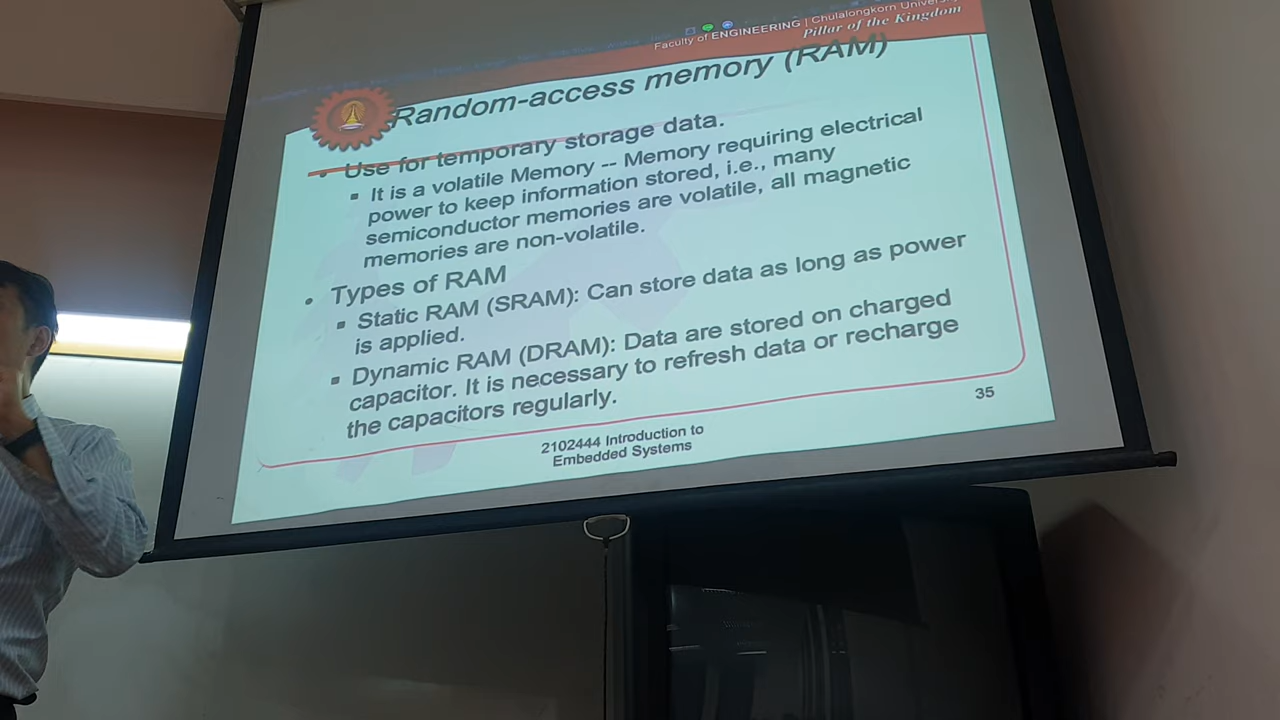 Faculty of ENGINEERING | Chulalongkorn University
Pillar of the Kingdom
Random-access memory (RAM)
• Use for temporary storage data.
▪ It is a volatile Memory -- Memory requiring electrical
power to keep information stored, i.e., many
semiconductor memories are volatile, all magnetic
memories are non-volatile.
• Types of RAM
▪ Static RAM (SRAM): Can store data as long as power
is applied.
▪ Dynamic RAM (DRAM): Data are stored on charged
capacitor. It is necessary to refresh data or recharge
the capacitors regularly.
2102444 Introduction to
Embedded Systems
35